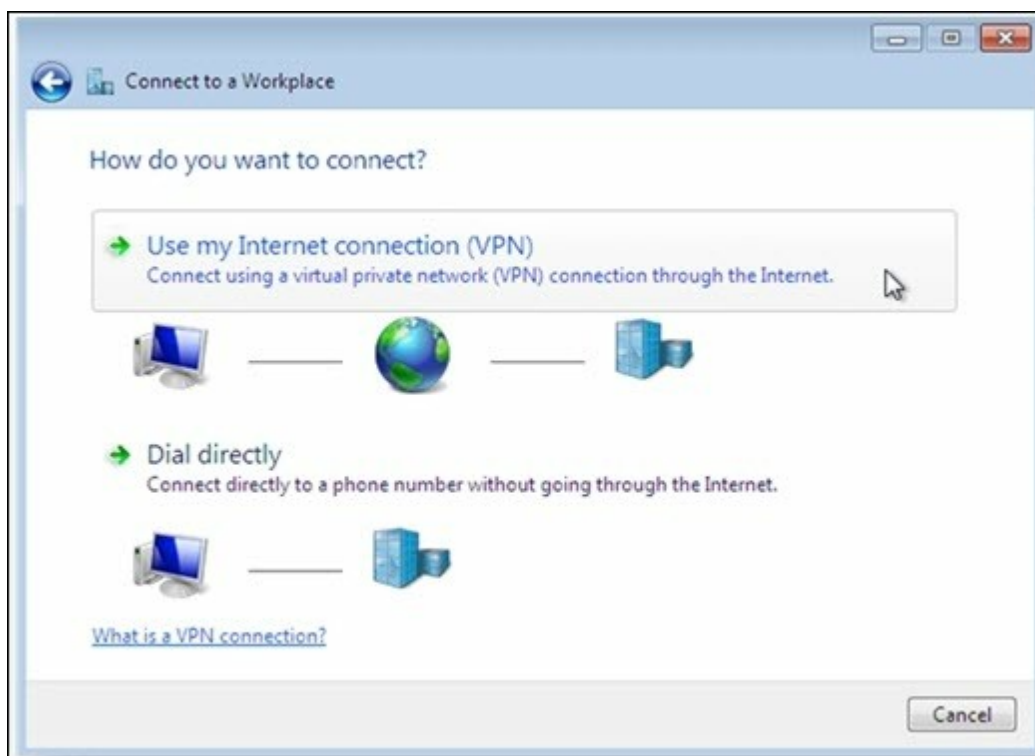 Connect to a Workplace
How do you want to connect?
Use my Internet connection (VPN)
Connect using a virtual private network (VPN) connection through the Internet.
Dial directly
Connect directly to a phone number without going through the Internet.
What is a VPN connection?
Cancel